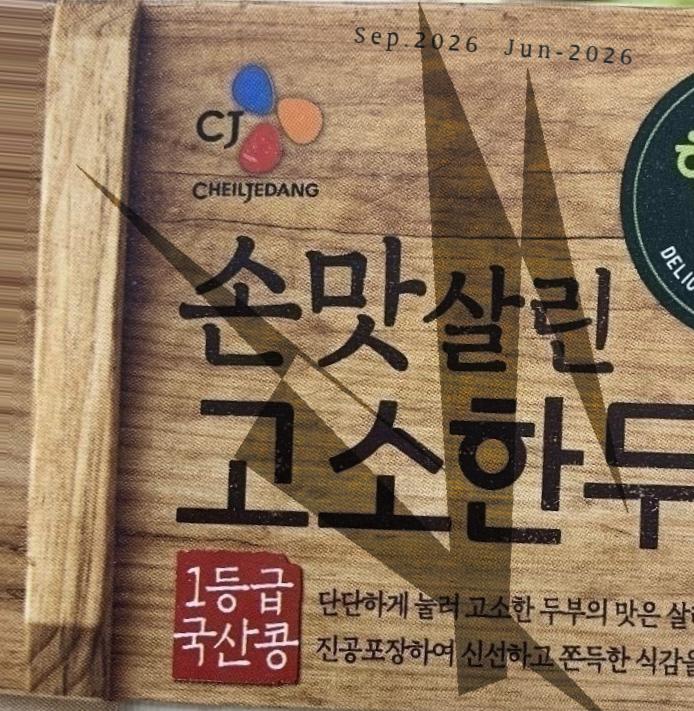 Sep.2026 Jun-2026
CJ
CHEILJEDANG
손맛살린
고소한두
1등급
국산콩
단단하게 눌러 고소한 두부의 맛은
진공포장하여 신선하고 쫀득한 식감을